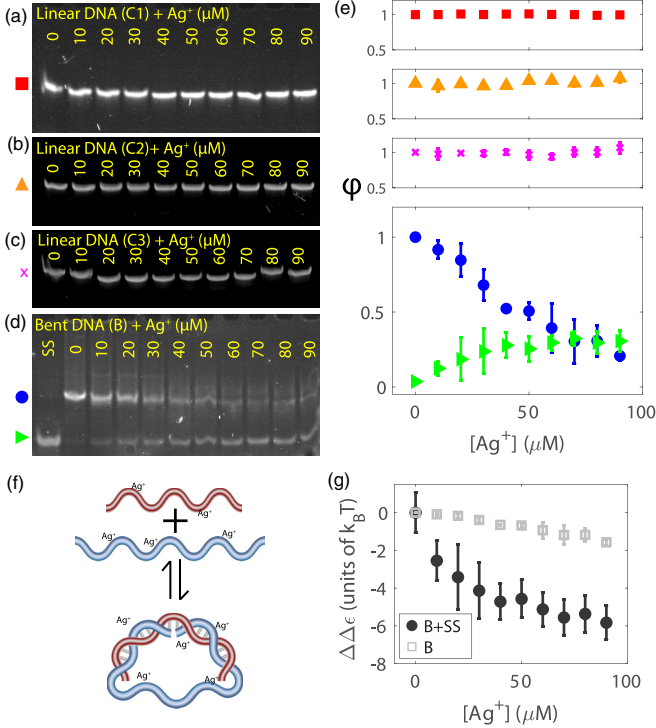 (a)
Linear DNA (C1) + Ag⁺ (μM)
0 10 20 30 40 50 60 70 80 90
(b)
Linear DNA (C2)+ Ag⁺ (μM)
0 10 20 30 40 50 60 70 80 90
(c)
Linear DNA (C3) + Ag⁺(μM)
0 10 20 30 40 50 60 70 80 90
(d)
Bent DNA (B) + Ag⁺ (μM)
SS 0 10 20 30 40 50 60 70 80 90
(e)
1
0.5
1
0.5
1
0.5
φ
1
0.5
0
0 50 100
[Ag⁺] (μM)
(f)
Ag⁺
Ag⁺
+
Ag⁺ Ag⁺ Ag⁺
Ag⁺ Ag⁺
Ag⁺
Ag⁺ Ag⁺
(g)
ΔΔϵ (units of k_BT)
0
-2
-4
-6
-8
B+SS
B
0 50 100
[Ag⁺] (μM)